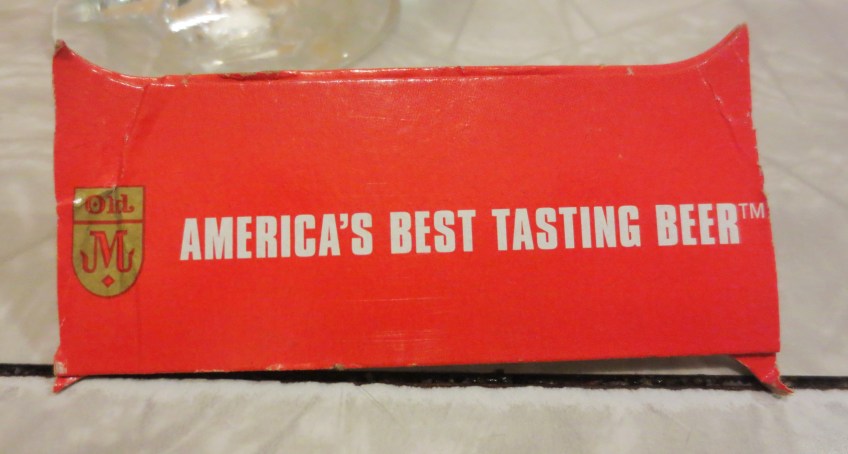 Old
M
AMERICA'S BEST TASTING BEER™